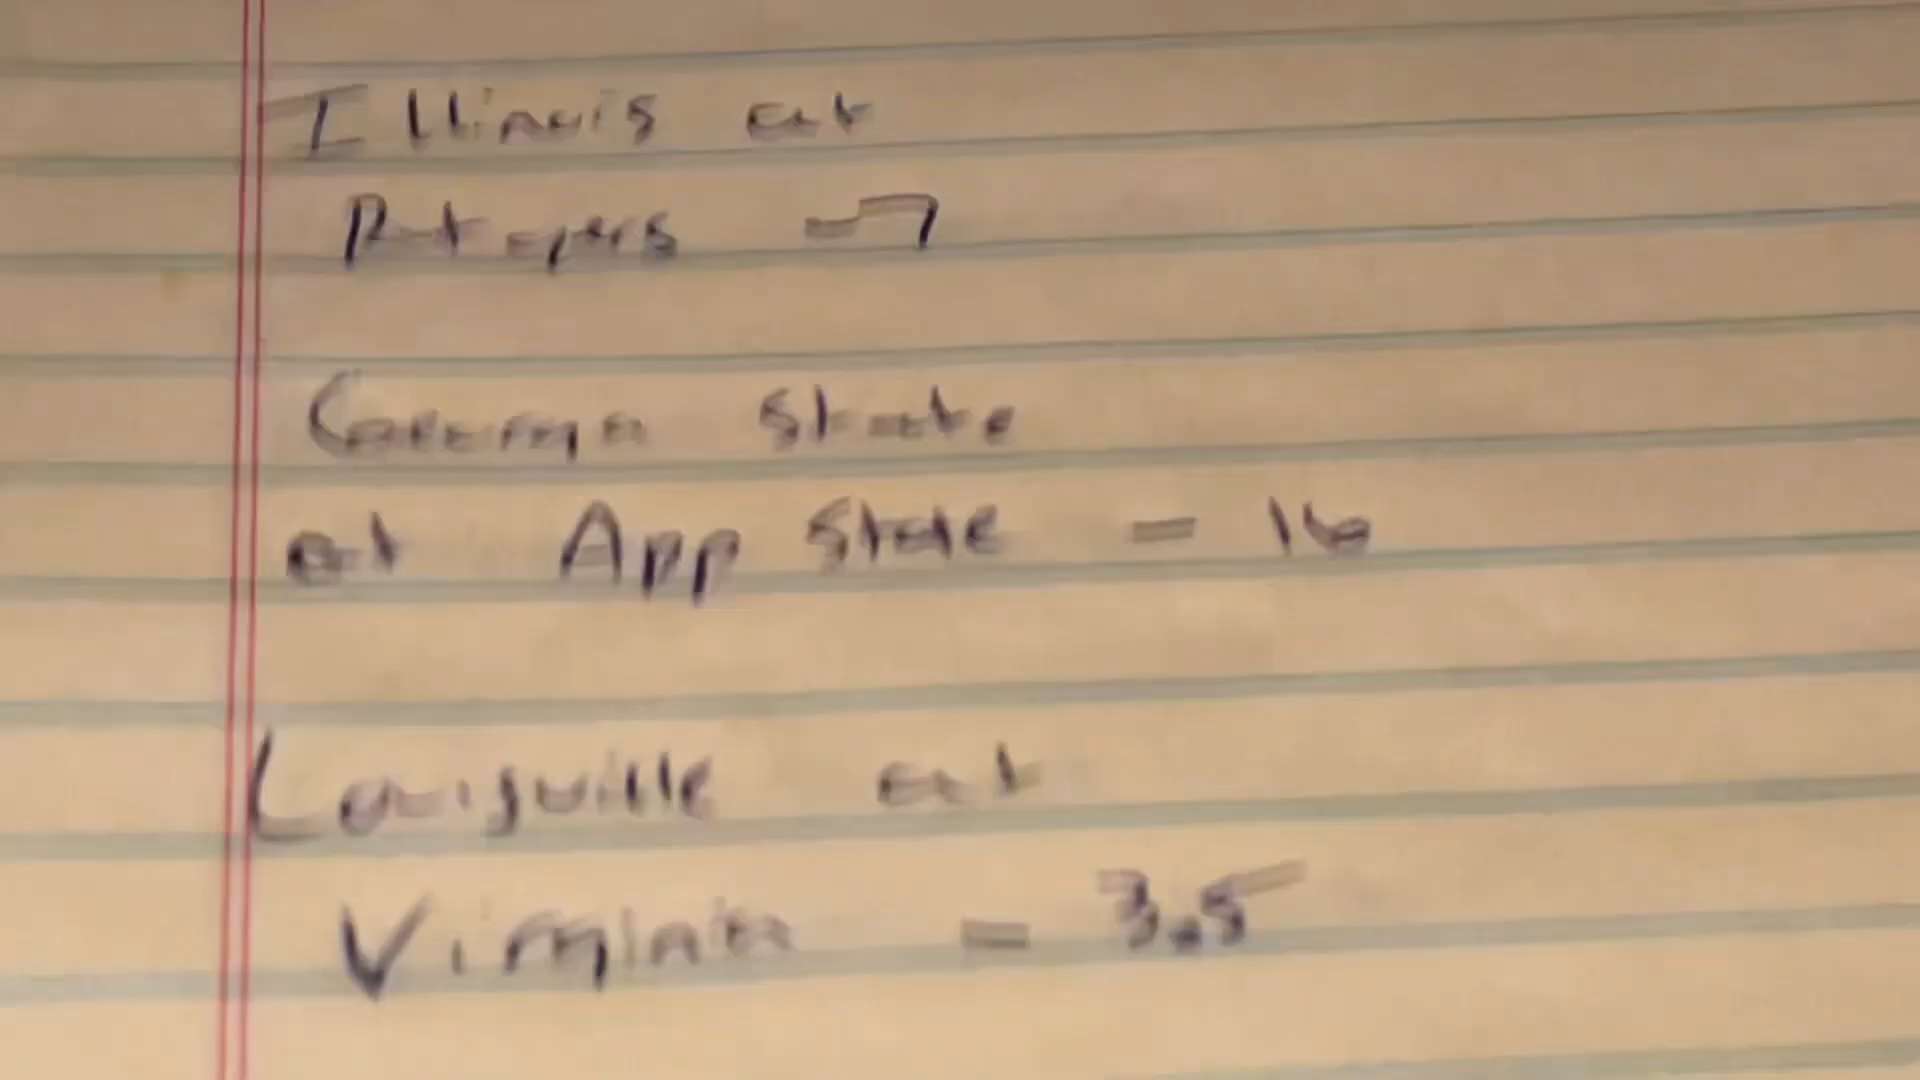 Illinois at
Rutgers -7
Georgia State
at App State - 16
Louisville at
Virginia - 3.5